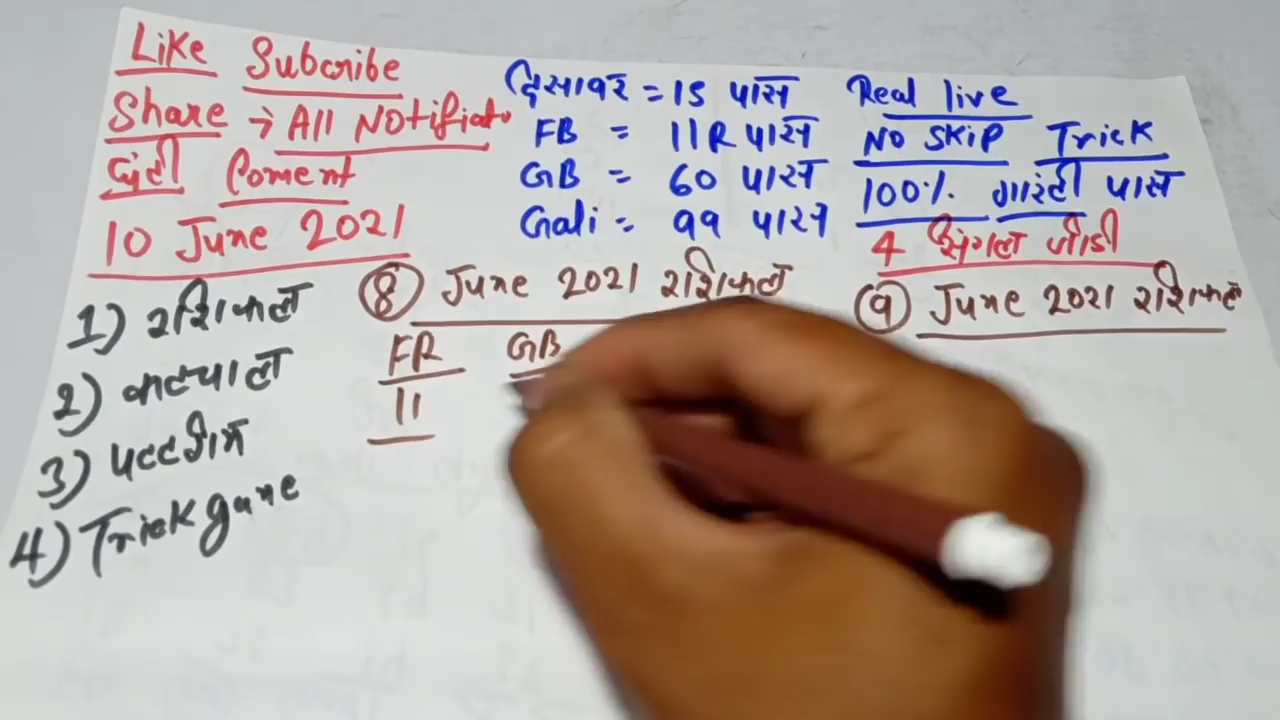 Like Subcribe
Share → All Notificato
घंटी Coment
10 June 2021
दिसावर = 15 पास
FB = 11R पास
GB = 60 पास
Gali = 99 पास
Real live
NO SKIP Trick
100% गारंटी पास
4 सिंगल जोडी
1) रशिफल
2) कल्याल
3) पटटीगेम
4) Trick game
8 June 2021 रशिफल
FR GB
11
9 June 2021 रशिफल